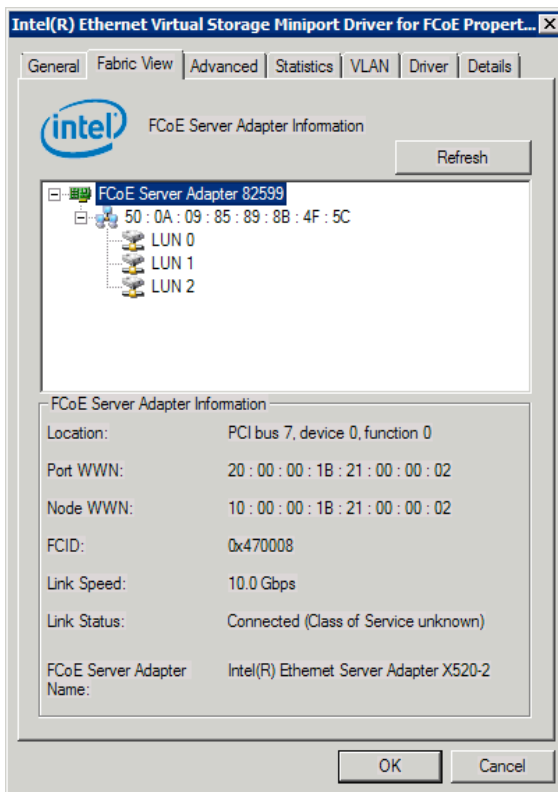 Intel(R) Ethernet Virtual Storage Miniport Driver for FCoE Propert...
General Fabric View Advanced Statistics VLAN Driver Details
intel FCoE Server Adapter Information
Refresh
FCoE Server Adapter 82599
50 : 0A : 09 : 85 : 89 : 8B : 4F : 5C
LUN 0
LUN 1
LUN 2
FCoE Server Adapter Information
Location: PCI bus 7, device 0, function 0
Port WWN: 20 : 00 : 00 : 1B : 21 : 00 : 00 : 02
Node WWN: 10 : 00 : 00 : 1B : 21 : 00 : 00 : 02
FCID: 0x470008
Link Speed: 10.0 Gbps
Link Status: Connected (Class of Service unknown)
FCoE Server Adapter Intel(R) Ethernet Server Adapter X520-2
Name:
OK Cancel